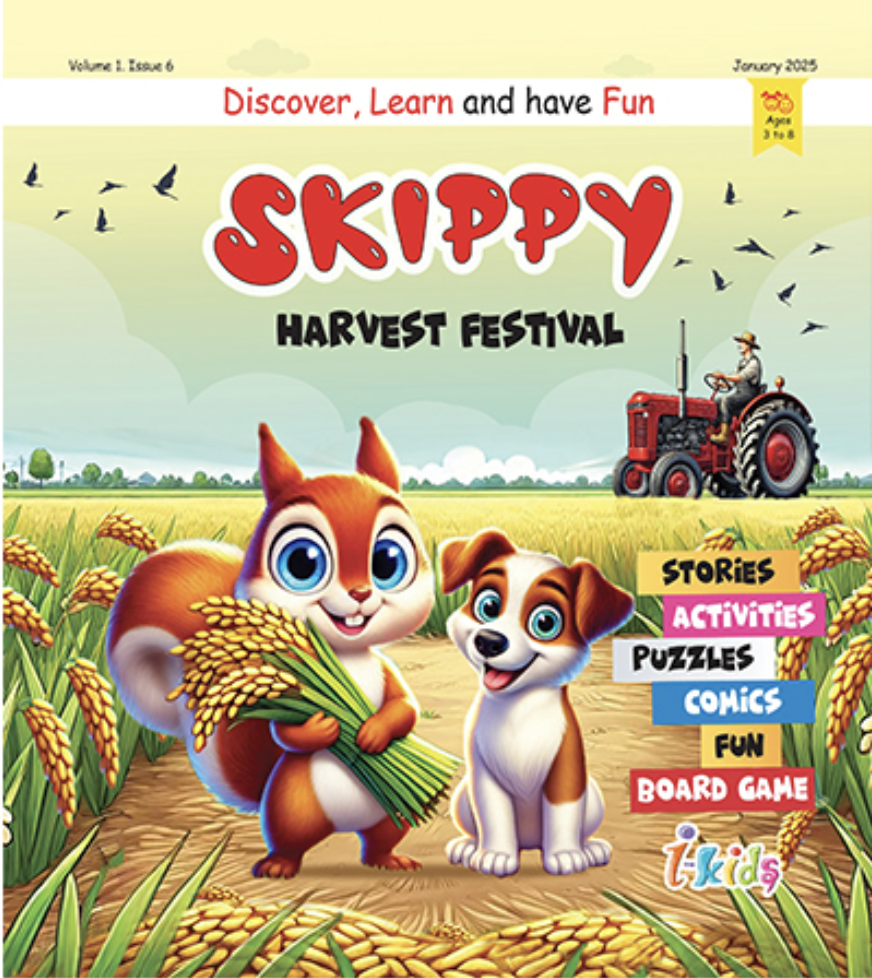 Volume 1. Issue 6
January 2025
Discover, Learn and have Fun
Ages
3 to 8
SKIPPY
HARVEST FESTIVAL
STORIES
ACTIVITIES
PUZZLES
COMICS
FUN
BOARD GAME
i-kids